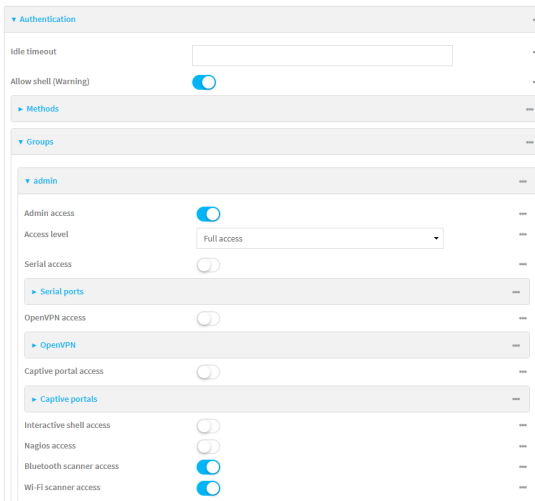 Authentication
Idle timeout
Allow shell (Warning)
Methods
Groups
admin
Admin access
Access level Full access
Serial access
Serial ports
OpenVPN access
OpenVPN
Captive portal access
Captive portals
Interactive shell access
Nagios access
Bluetooth scanner access
Wi-Fi scanner access